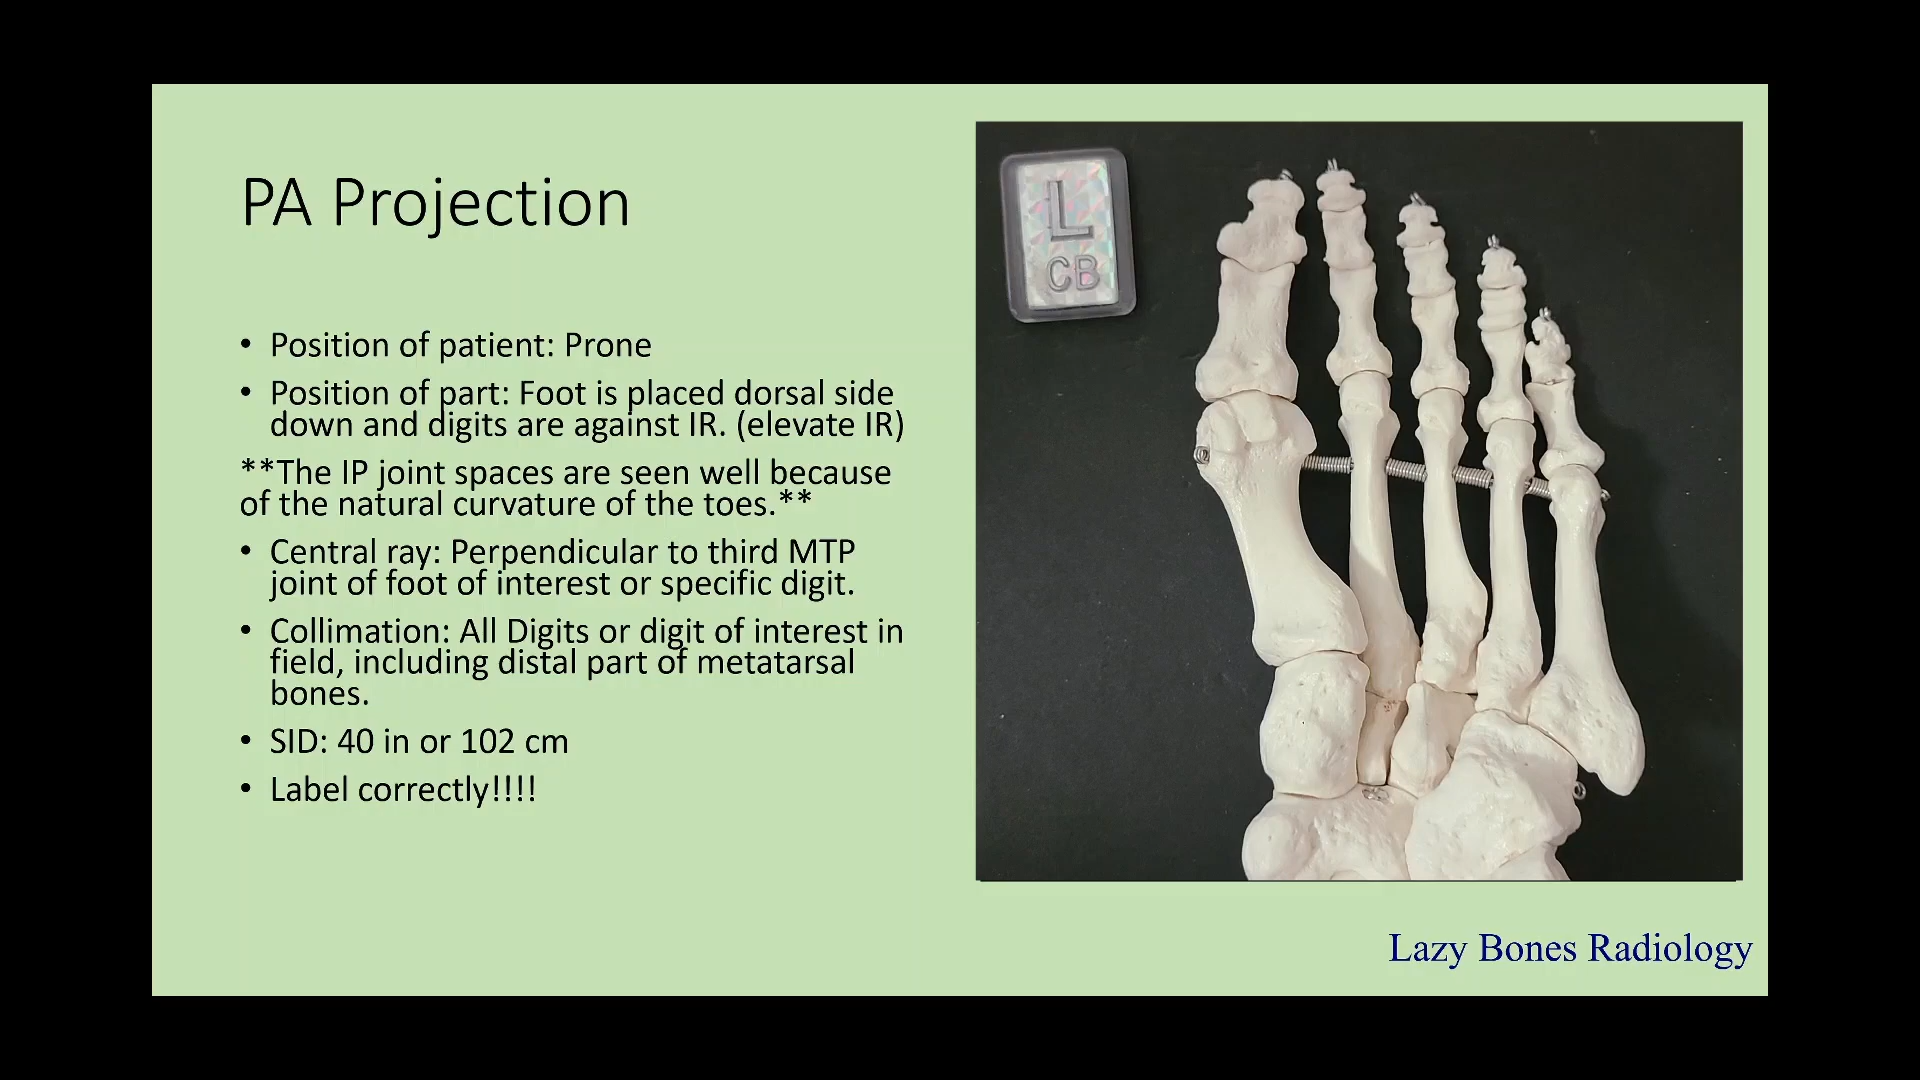 PA Projection
• Position of patient: Prone
• Position of part: Foot is placed dorsal side
down and digits are against IR. (elevate IR)
**The IP joint spaces are seen well because
of the natural curvature of the toes.**
• Central ray: Perpendicular to third MTP
joint of foot of interest or specific digit.
• Collimation: All Digits or digit of interest in
field, including distal part of metatarsal
bones.
• SID: 40 in or 102 cm
• Label correctly!!!!
L
CB
Lazy Bones Radiology